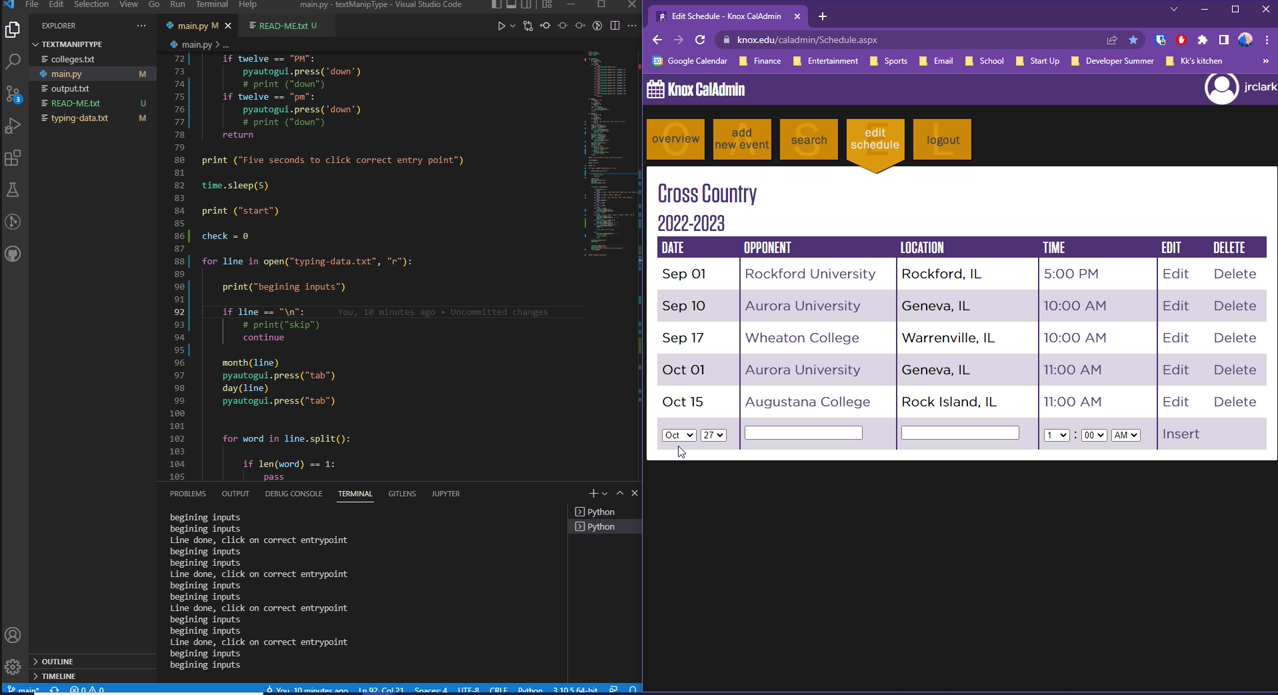 File Edit Selection View Go Run Terminal Help main.py - textManipType - Visual Studio Code
EXPLORER
TEXTMANIPTYPE
colleges.txt
main.py M
output.txt
READ-ME.txt U
typing-data.txt M
OUTLINE
TIMELINE
3
main.py M
READ-ME.txt U
main.py > ...
72 if twelve == "PM":
73 pyautogui.press('down')
74 # print ("down")
75 if twelve == "pm":
76 pyautogui.press('down')
77 # print ("down")
78 return
79
80 print ("Five seconds to click correct entry point")
81
82 time.sleep(5)
83
84 print ("start")
85
86 check = 0
87
88 for line in open("typing-data.txt", "r"):
89
90 print("begining inputs")
91
92 if line == "\n": You, 10 minutes ago • Uncommitted changes
93 # print("skip")
94 continue
95
96 month(line)
97 pyautogui.press("tab")
98 day(line)
99 pyautogui.press("tab")
100
101
102 for word in line.split():
103
104 if len(word) == 1:
105 pass
PROBLEMS OUTPUT DEBUG CONSOLE TERMINAL GITLENS JUPYTER
Python
Python
begining inputs
begining inputs
Line done, click on correct entrypoint
begining inputs
begining inputs
Line done, click on correct entrypoint
begining inputs
begining inputs
Line done, click on correct entrypoint
begining inputs
begining inputs
Line done, click on correct entrypoint
begining inputs
begining inputs
main* 0 0 You, 10 minutes ago Ln 92, Col 21 Spaces: 4 UTF-8 CRLF Python 3.10.5 64-bit
Edit Schedule - Knox CalAdmin
knox.edu/caladmin/Schedule.aspx
Google Calendar Finance Entertainment Sports Email School Start Up Developer Summer Kk's kitchen »
Knox CalAdmin
jrclark
overview
add new event
search
edit schedule
logout
Cross Country
2022-2023
DATE OPPONENT LOCATION TIME EDIT DELETE
Sep 01 Rockford University Rockford, IL 5:00 PM Edit Delete
Sep 10 Aurora University Geneva, IL 10:00 AM Edit Delete
Sep 17 Wheaton College Warrenville, IL 10:00 AM Edit Delete
Oct 01 Aurora University Geneva, IL 11:00 AM Edit Delete
Oct 15 Augustana College Rock Island, IL 11:00 AM Edit Delete
Oct 27 1 : 00 AM Insert